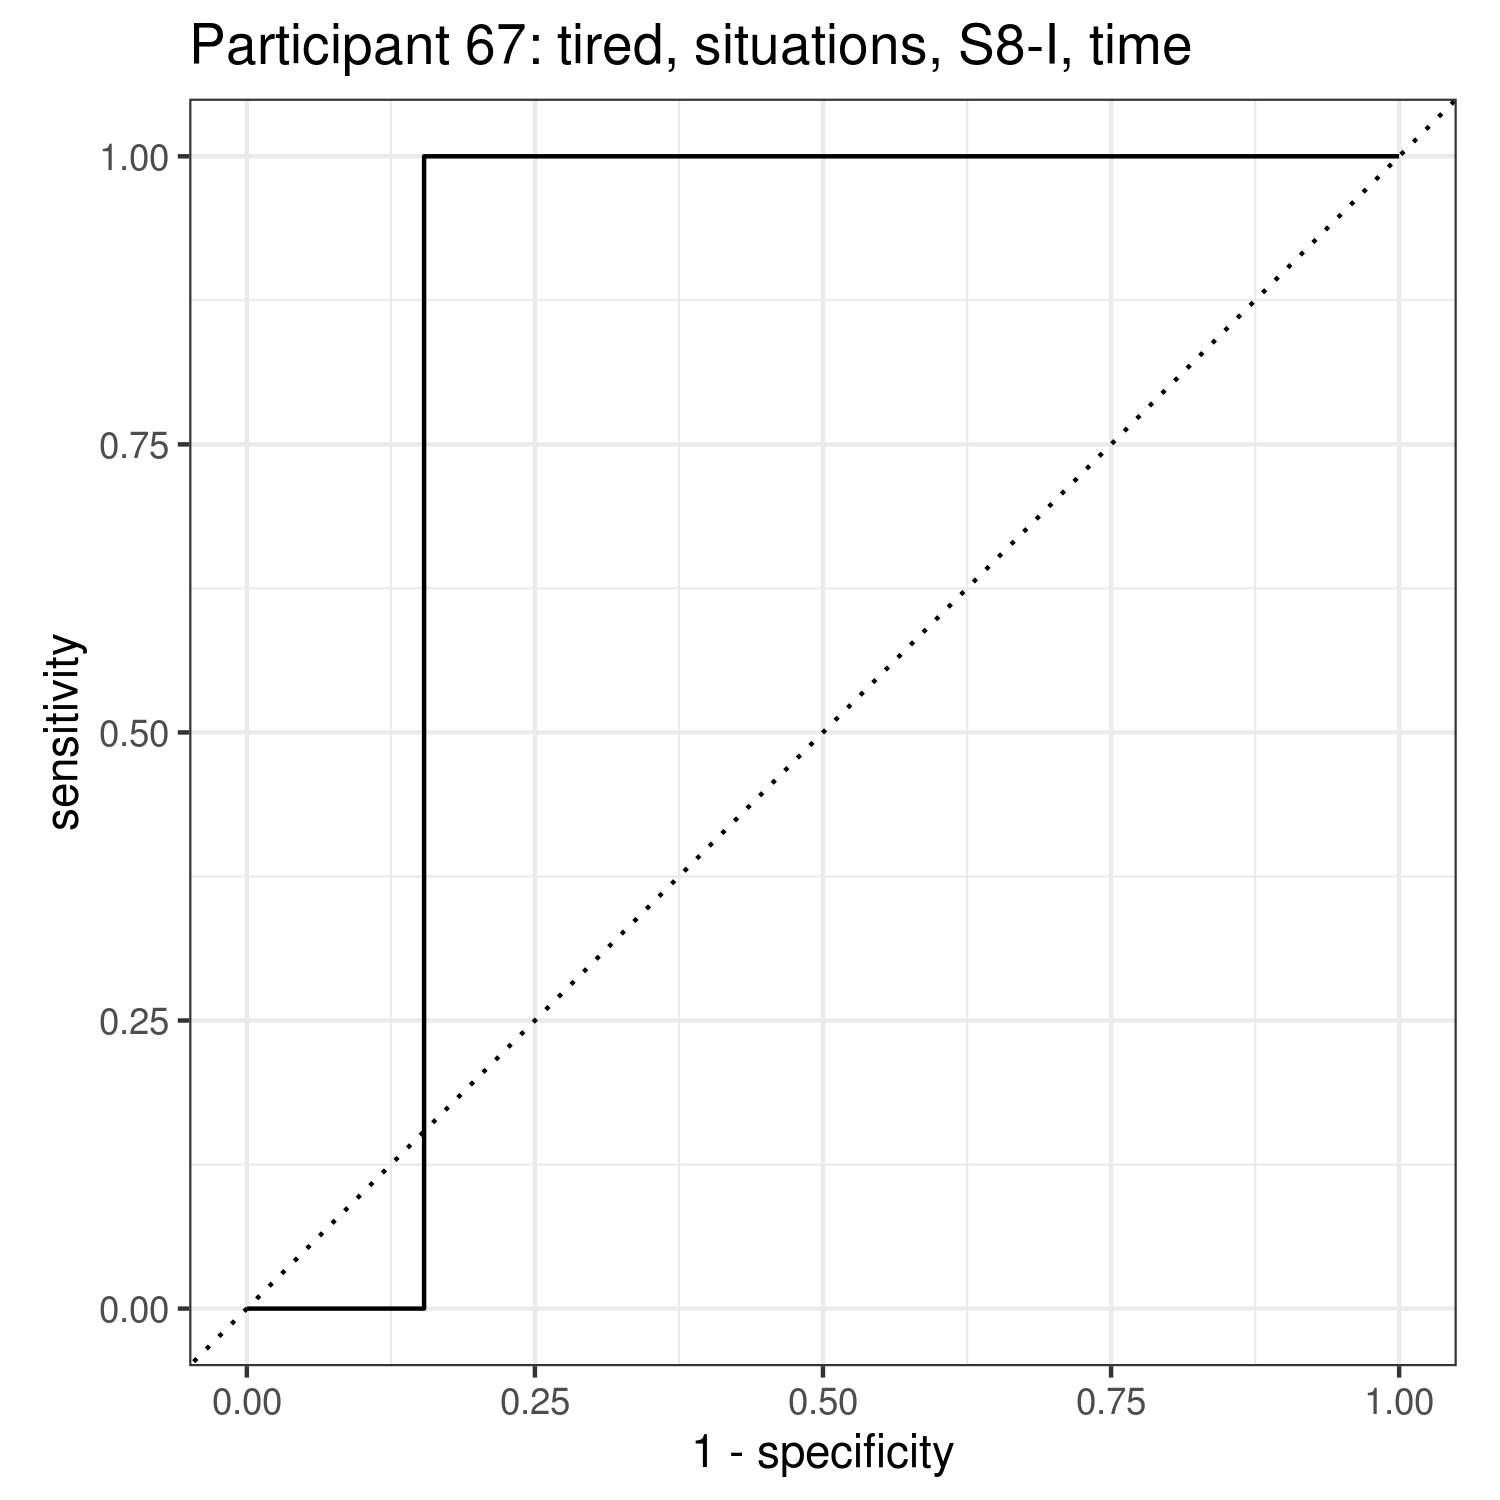 Participant 67: tired, situations, S8-I, time
1.00
0.75
0.50
0.25
0.00
sensitivity
0.00 0.25 0.50 0.75 1.00
1 - specificity